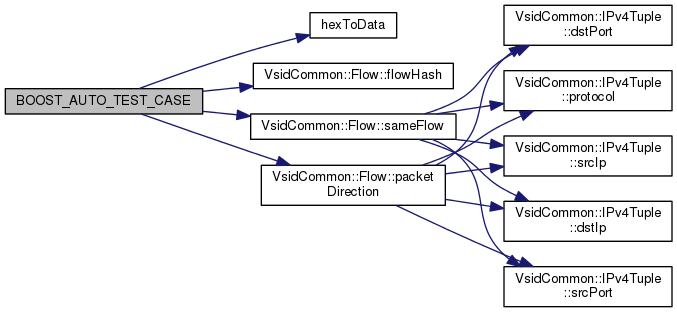 BOOST_AUTO_TEST_CASE
hexToData
VsidCommon::Flow::flowHash
VsidCommon::Flow::sameFlow
VsidCommon::Flow::packet
Direction
VsidCommon::IPv4Tuple
::dstPort
VsidCommon::IPv4Tuple
::protocol
VsidCommon::IPv4Tuple
::srcIp
VsidCommon::IPv4Tuple
::dstIp
VsidCommon::IPv4Tuple
::srcPort